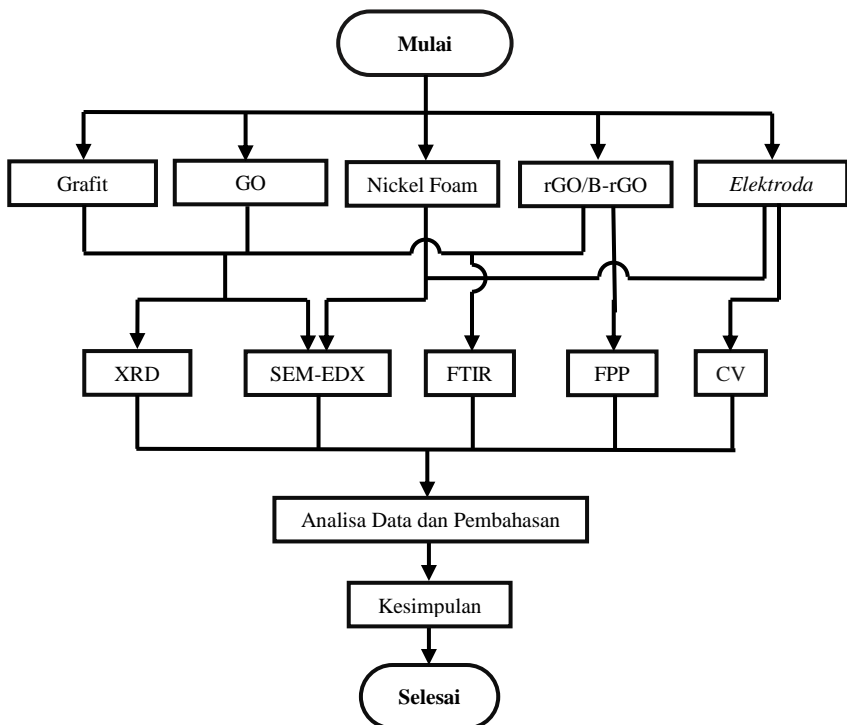 Mulai
Grafit
GO
Nickel Foam
rGO/B-rGO
Elektroda
XRD
SEM-EDX
FTIR
FPP
CV
Analisa Data dan Pembahasan
Kesimpulan
Selesai